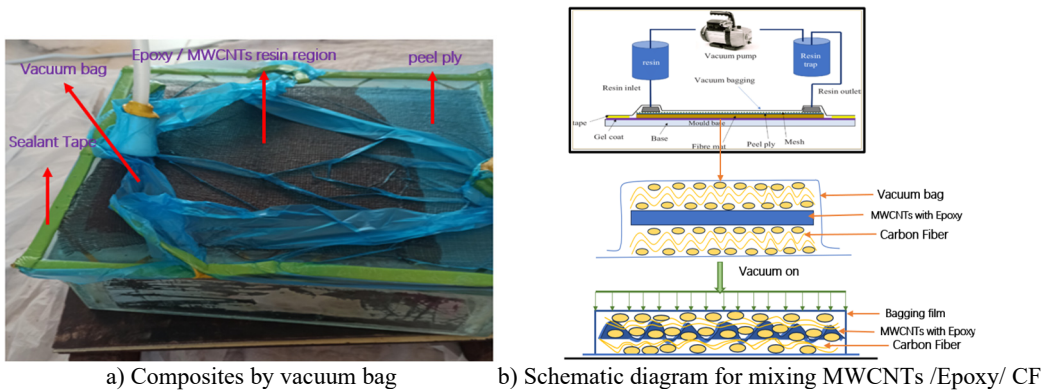 Epoxy / MWCNTs resin region
peel ply
Vacuum bag
Sealant Tape
resin
Vacuum pump
Resin
trap
Vacuum bagging
Resin inlet
Resin outlet
tape
Gel coat
Base
Mould base
Fibre mat
Peel ply
Mesh
Vacuum bag
MWCNTs with Epoxy
Carbon Fiber
Vacuum on
Bagging film
MWCNTs with Epoxy
Carbon Fiber
a) Composites by vacuum bag
b) Schematic diagram for mixing MWCNTs /Epoxy/ CF